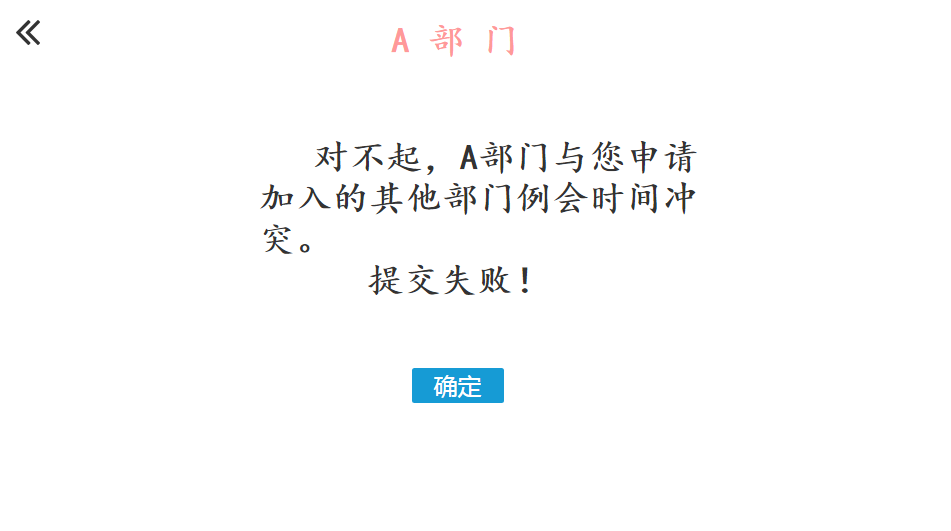 A 部 门
对不起，A部门与您申请
加入的其他部门例会时间冲
突。
提交失败！
确定